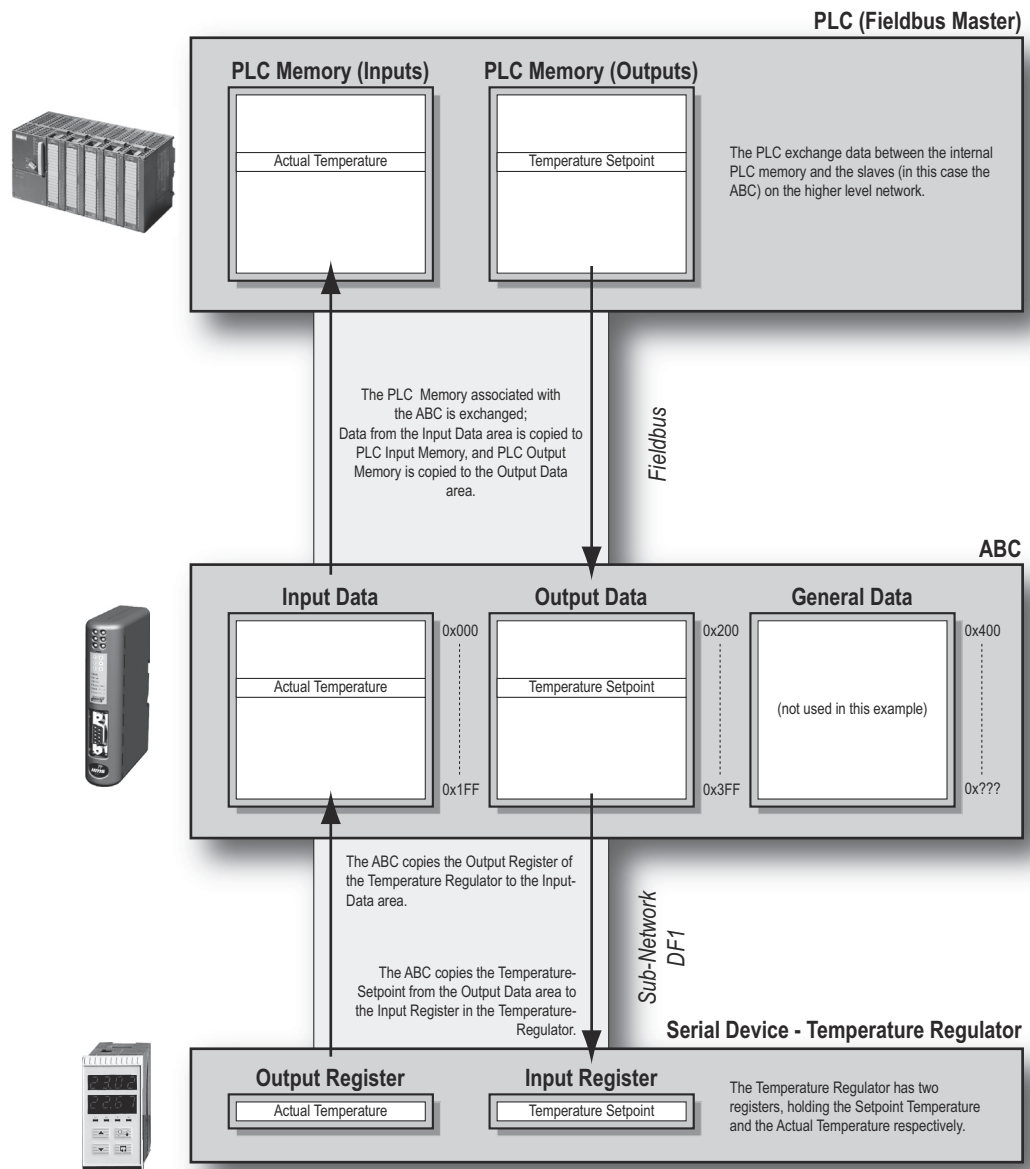 PLC (Fieldbus Master)
PLC Memory (Inputs)
PLC Memory (Outputs)
Actual Temperature
Temperature Setpoint
The PLC exchange data between the internal
PLC memory and the slaves (in this case the
ABC) on the higher level network.
The PLC Memory associated with
the ABC is exchanged;
Data from the Input Data area is copied to
PLC Input Memory, and PLC Output
Memory is copied to the Output Data
area.
Fieldbus
ABC
Input Data
Output Data
General Data
0x000
0x200
0x400
Actual Temperature
Temperature Setpoint
(not used in this example)
0x1FF
0x3FF
0x???
The ABC copies the Output Register of
the Temperature Regulator to the Input-
Data area.
The ABC copies the Temperature-
Setpoint from the Output Data area to
the Input Register in the Temperature-
Regulator.
Sub-Network
DF1
Serial Device - Temperature Regulator
Output Register
Input Register
Actual Temperature
Temperature Setpoint
The Temperature Regulator has two
registers, holding the Setpoint Temperature
and the Actual Temperature respectively.